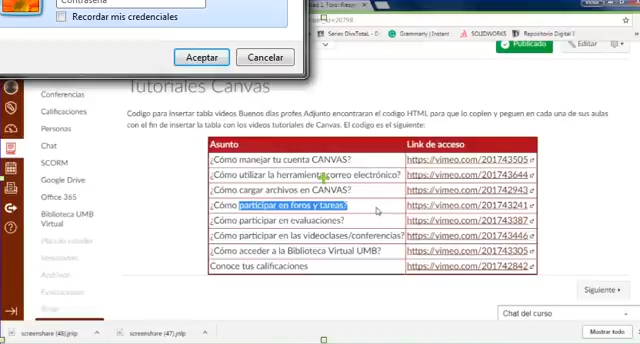 Contraseña
Recordar mis credenciales
Aceptar
Cancelar
Series DivxTotaL
Grammarly | Instant
SOLIDWORKS
Repositorio Digital
Publicado
Editar
Tutoriales Canvas
Conferencias
Calificaciones
Personas
Chat
SCORM
Google Drive
Office 365
Biblioteca UMB
Virtual
Codigo para insertar tabla videos Buenos días profes Adjunto encontraran el codigo HTML para que lo copien y peguen en cada una de sus aulas
con el fin de insertar la tabla con los videos tutoriales de Canvas. El codigo es el siguiente:
Asunto Link de acceso
¿Cómo manejar tu cuenta CANVAS? https://vimeo.com/201743505
¿Cómo utilizar la herramienta correo electrónico? https://vimeo.com/201743644
¿Cómo cargar archivos en CANVAS? https://vimeo.com/201742943
¿Cómo participar en foros y tareas? https://vimeo.com/201743241
¿Cómo participar en evaluaciones? https://vimeo.com/201743387
¿Cómo participar en las videoclases/conferencias? https://vimeo.com/201743446
¿Cómo acceder a la Biblioteca Virtual UMB? https://vimeo.com/201743305
Conoce tus calificaciones https://vimeo.com/201742842
Evaluaciones
Siguiente
Chat del curso
screenshare (48).jnlp
screenshare (47).jnlp
Mostrar todo